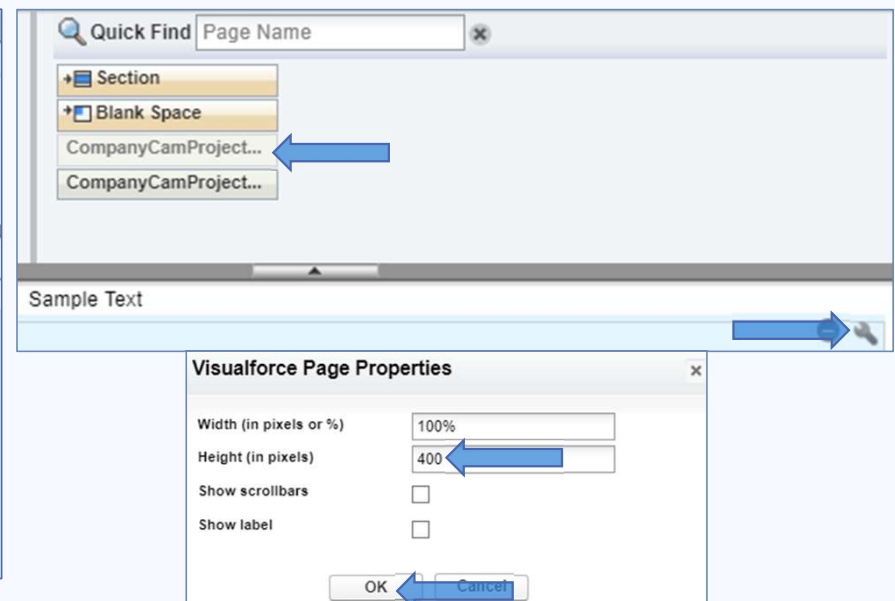 Quick Find Page Name
Section
Blank Space
CompanyCamProject...
CompanyCamProject...
Sample Text
Visualforce Page Properties
Width (in pixels or %) 100%
Height (in pixels) 400
Show scrollbars
Show label
OK Cancel